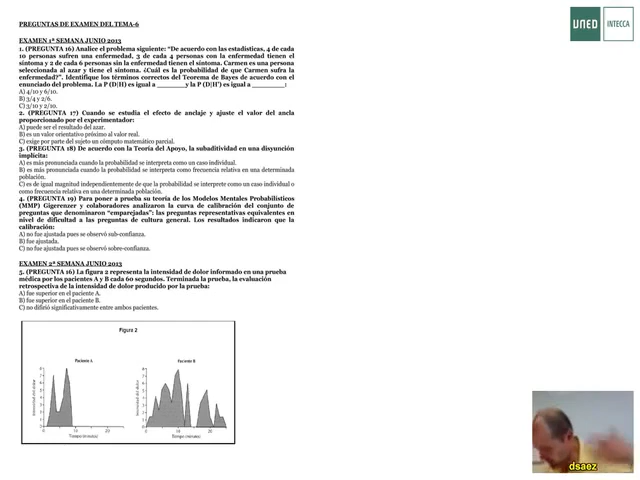 PREGUNTAS DE EXAMEN DEL TEMA-6
UNED
INTECCA
EXAMEN 1ª SEMANA JUNIO 2013
1. (PREGUNTA 16) Analice el problema siguiente: "De acuerdo con las estadísticas, 4 de cada
10 personas sufren una enfermedad, 3 de cada 4 personas con la enfermedad tienen el
síntoma y 2 de cada 6 personas sin la enfermedad tienen el síntoma. Carmen es una persona
seleccionada al azar y tiene el síntoma. ¿Cuál es la probabilidad de que Carmen sufra la
enfermedad?". Identifique los términos correctos del Teorema de Bayes de acuerdo con el
enunciado del problema. La P (D|H) es igual a ________y la P (D|H') es igual a _________:
A) 4/10 y 6/10.
B) 3/4 y 2/6.
C) 3/10 y 2/10.
2. (PREGUNTA 17) Cuando se estudia el efecto de anclaje y ajuste el valor del ancla
proporcionado por el experimentador:
A) puede ser el resultado del azar.
B) es un valor orientativo próximo al valor real.
C) exige por parte del sujeto un cómputo matemático parcial.
3. (PREGUNTA 18) De acuerdo con la Teoría del Apoyo, la subaditividad en una disyunción
implícita:
A) es más pronunciada cuando la probabilidad se interpreta como un caso individual.
B) es más pronunciada cuando la probabilidad se interpreta como frecuencia relativa en una determinada
población.
C) es de igual magnitud independientemente de que la probabilidad se interprete como un caso individual o
como frecuencia relativa en una determinada población.
4. (PREGUNTA 19) Para poner a prueba su teoría de los Modelos Mentales Probabilísticos
(MMP) Gigerenzer y colaboradores analizaron la curva de calibración del conjunto de
preguntas que denominaron "emparejadas": las preguntas representativas equivalentes en
nivel de dificultad a las preguntas de cultura general. Los resultados indicaron que la
calibración:
A) no fue ajustada pues se observó sub-confianza.
B) fue ajustada.
C) no fue ajustada pues se observó sobre-confianza.
EXAMEN 2ª SEMANA JUNIO 2013
5. (PREGUNTA 16) La figura 2 representa la intensidad de dolor informado en una prueba
médica por los pacientes A y B cada 60 segundos. Terminada la prueba, la evaluación
retrospectiva de la intensidad de dolor producido por la prueba:
A) fue superior en el paciente A.
B) fue superior en el paciente B.
C) no difirió significativamente entre ambos pacientes.
Figura 2
Paciente A
Paciente B
Intensidad del dolor
Intensidad del dolor
0 10 20
0 10 20
Tiempo (minutos)
Tiempo (minutos)
dsaez